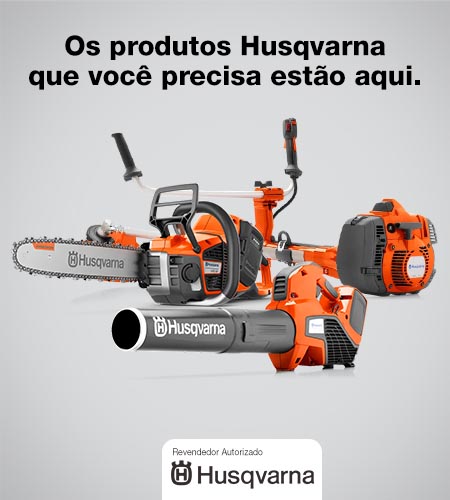 Os produtos Husqvarna
que você precisa estão aqui.
Husqvarna
Husqvarna
Revendedor Autorizado
Husqvarna